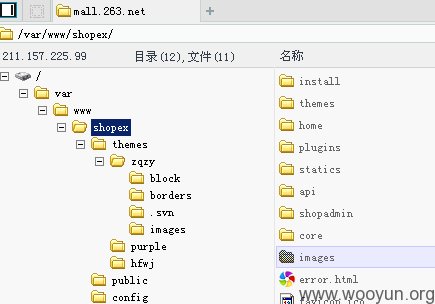 mall.263.net
/var/www/shopex/
211.157.225.99 目录(12),文件(11) 名称
/
var
www
shopex
themes
zqzy
block
borders
.svn
images
purple
hfwj
public
config
install
themes
home
plugins
statics
api
shopadmin
core
images
error.html
favicon.ico
www.wooyun.org